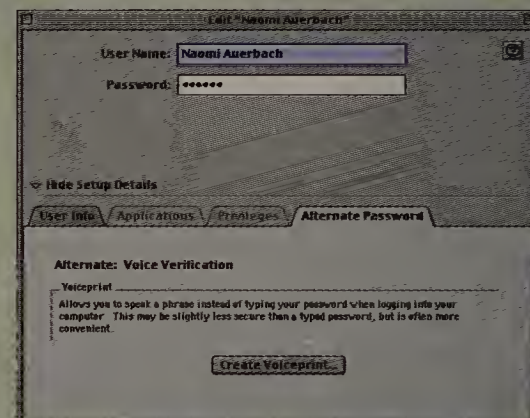 Edit "Naomi Auerbach"
User Name: Naomi Auerbach
Password: ••••••
Hide Setup Details
User Info Applications Privileges Alternate Password
Alternate: Voice Verification
Voiceprint
Allows you to speak a phrase instead of typing your password when logging into your
computer. This may be slightly less secure than a typed password, but is often more
convenient.
Create Voiceprint...